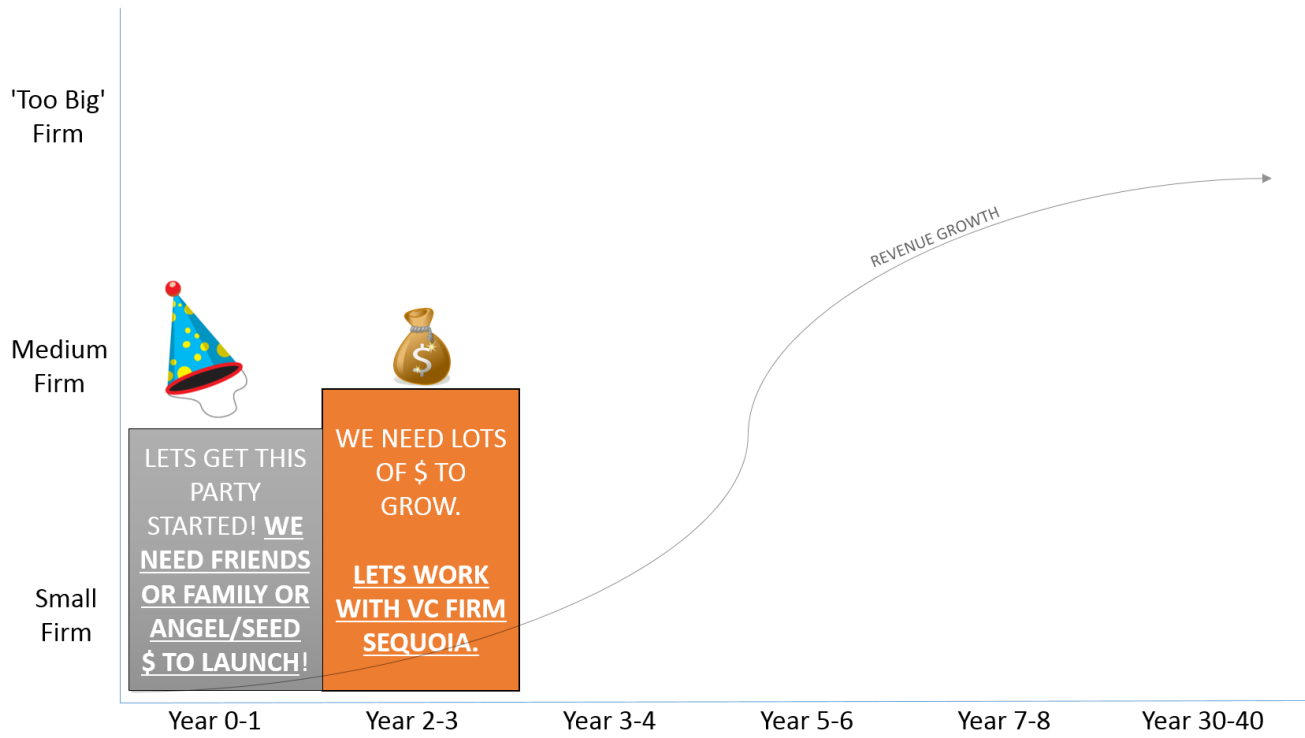 'Too Big'
Firm
Medium
Firm
Small
Firm
REVENUE GROWTH
$
LETS GET THIS
PARTY
STARTED! WE
NEED FRIENDS
OR FAMILY OR
ANGEL/SEED
$ TO LAUNCH!
WE NEED LOTS
OF $ TO
GROW.
LETS WORK
WITH VC FIRM
SEQUOIA.
Year 0-1
Year 2-3
Year 3-4
Year 5-6
Year 7-8
Year 30-40